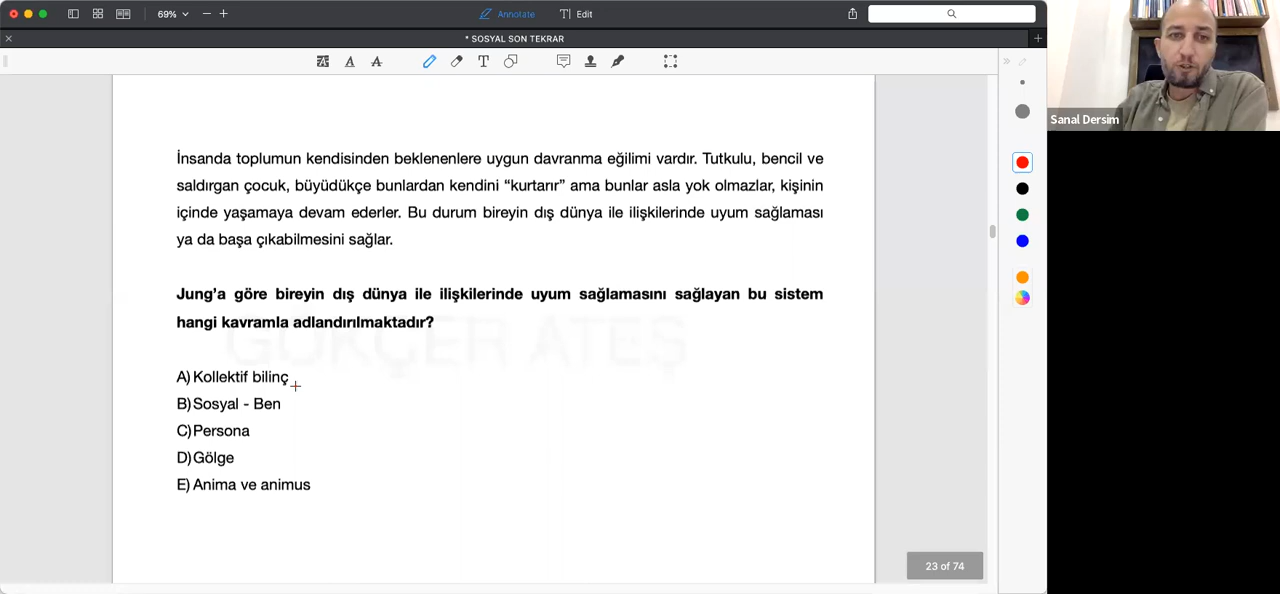 69%
Annotate
Edit
* SOSYAL SON TEKRAR
Sanal Dersim
İnsanda toplumun kendisinden beklenenlere uygun davranma eğilimi vardır. Tutkulu, bencil ve
saldırgan çocuk, büyüdükçe bunlardan kendini “kurtarır” ama bunlar asla yok olmazlar, kişinin
içinde yaşamaya devam ederler. Bu durum bireyin dış dünya ile ilişkilerinde uyum sağlaması
ya da başa çıkabilmesini sağlar.
Jung’a göre bireyin dış dünya ile ilişkilerinde uyum sağlamasını sağlayan bu sistem
hangi kavramla adlandırılmaktadır?
GÖKÇER ATEŞ
A) Kollektif bilinç
B) Sosyal - Ben
C) Persona
D) Gölge
E) Anima ve animus
23 of 74